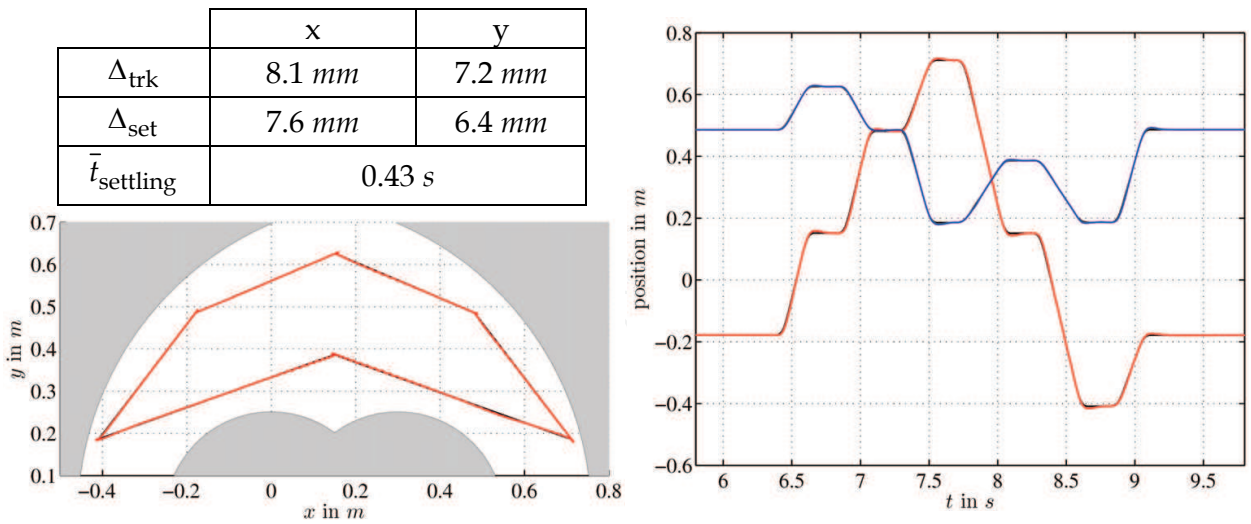 x y
Δtrk 8.1 mm 7.2 mm
Δset 7.6 mm 6.4 mm
t̄settling 0.43 s
0.7
0.6
0.5
0.4
0.3
0.2
0.1
y in m
−0.4 −0.2 0 0.2 0.4 0.6 0.8
x in m
0.8
0.6
0.4
0.2
0
−0.2
−0.4
−0.6
position in m
6 6.5 7 7.5 8 8.5 9 9.5
t in s